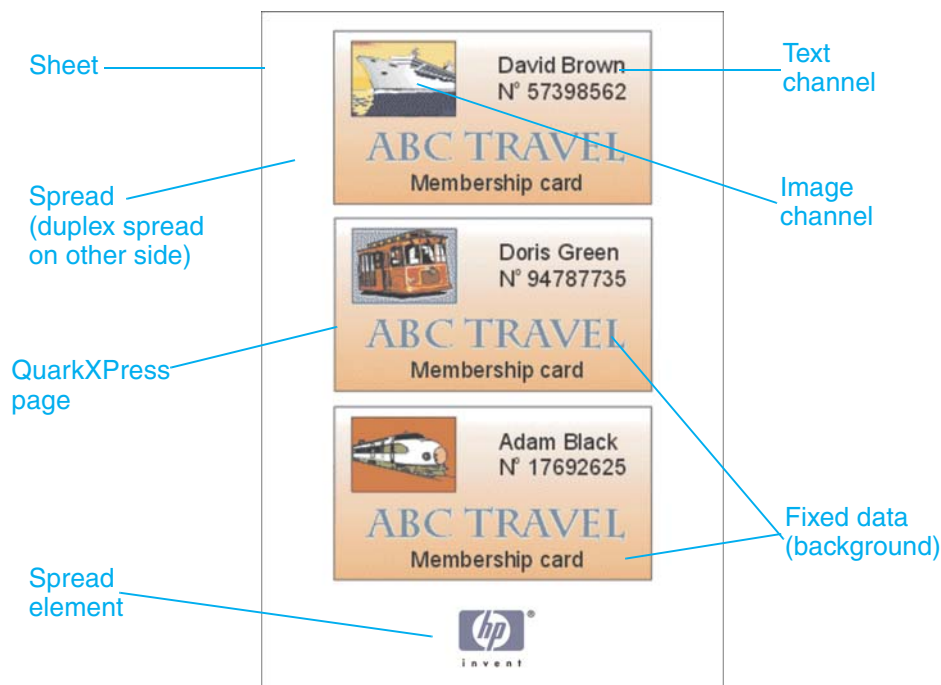 Sheet
Spread
(duplex spread
on other side)
QuarkXPress
page
Spread
element
David Brown
N° 57398562
ABC TRAVEL
Membership card
Doris Green
N° 94787735
ABC TRAVEL
Membership card
Adam Black
N° 17692625
ABC TRAVEL
Membership card
hp®
invent
Text
channel
Image
channel
Fixed data
(background)